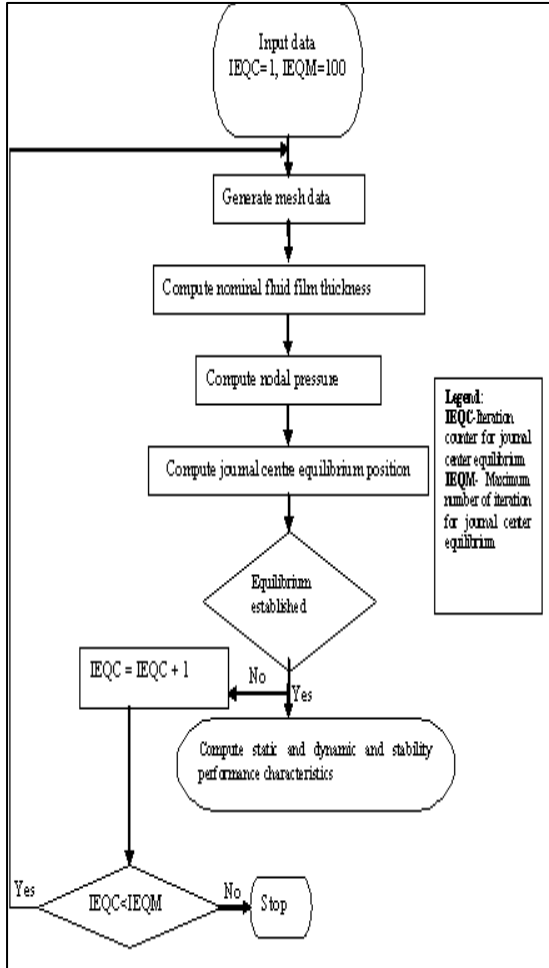 Input data
IEQC=1, IEQM=100
Generate mesh data
Compute nominal fluid film thickness
Compute nodal pressure
Compute journal centre equilibrium position
Legend:
IEQC-Iteration
counter for journal
center equilibrium
IEQM- Maximum
number of iteration
for journal center
equilibrium
Equilibrium
established
IEQC = IEQC + 1
No
Yes
Compute static and dynamic and stability
performance characteristics
Yes
IEQC<IEQM
No
Stop